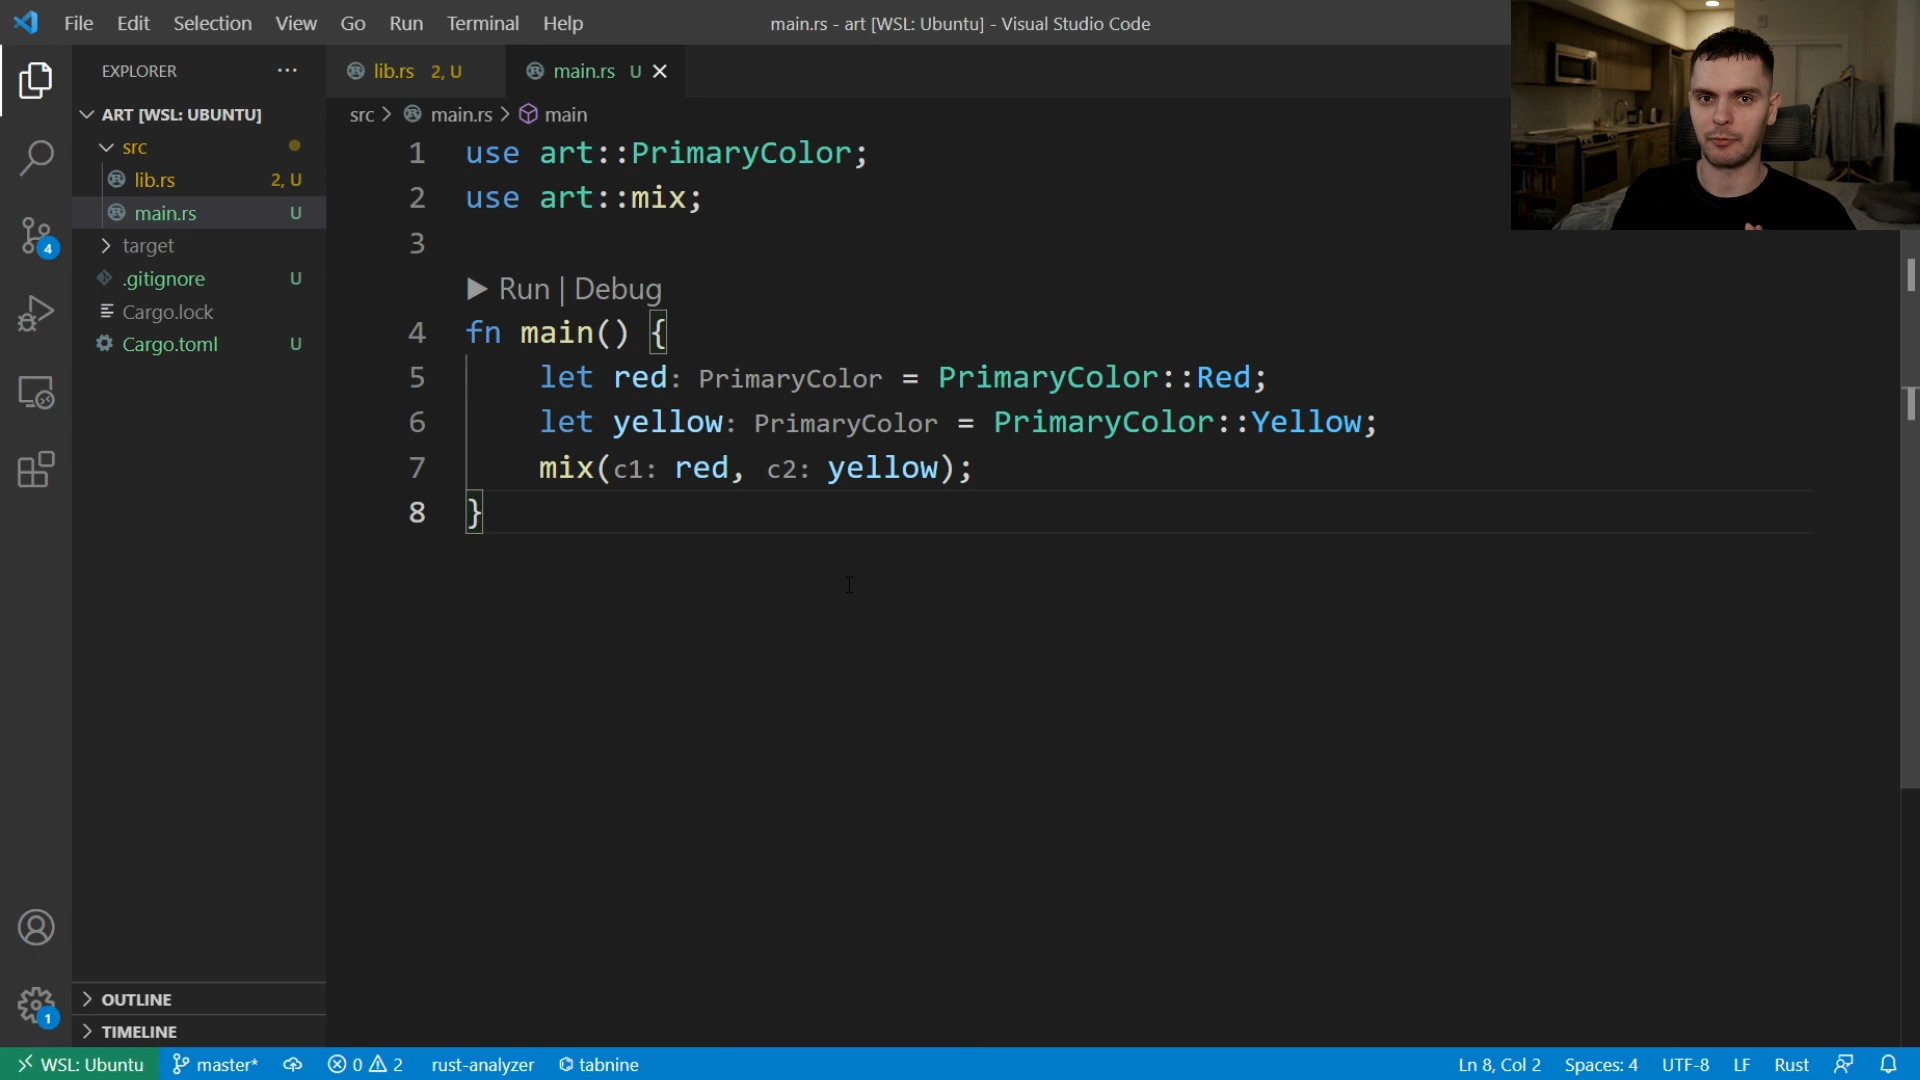 File Edit Selection View Go Run Terminal Help
main.rs - art [WSL: Ubuntu] - Visual Studio Code
EXPLORER ...
ART [WSL: UBUNTU]
src
lib.rs 2, U
main.rs U
target
.gitignore U
Cargo.lock
Cargo.toml U
OUTLINE
TIMELINE
4
1
lib.rs 2, U main.rs U
src > main.rs > main
1 use art::PrimaryColor;
2 use art::mix;
3
Run | Debug
4 fn main() {
5 let red: PrimaryColor = PrimaryColor::Red;
6 let yellow: PrimaryColor = PrimaryColor::Yellow;
7 mix(c1: red, c2: yellow);
8 }
WSL: Ubuntu master* 0 2 rust-analyzer tabnine Ln 8, Col 2 Spaces: 4 UTF-8 LF Rust